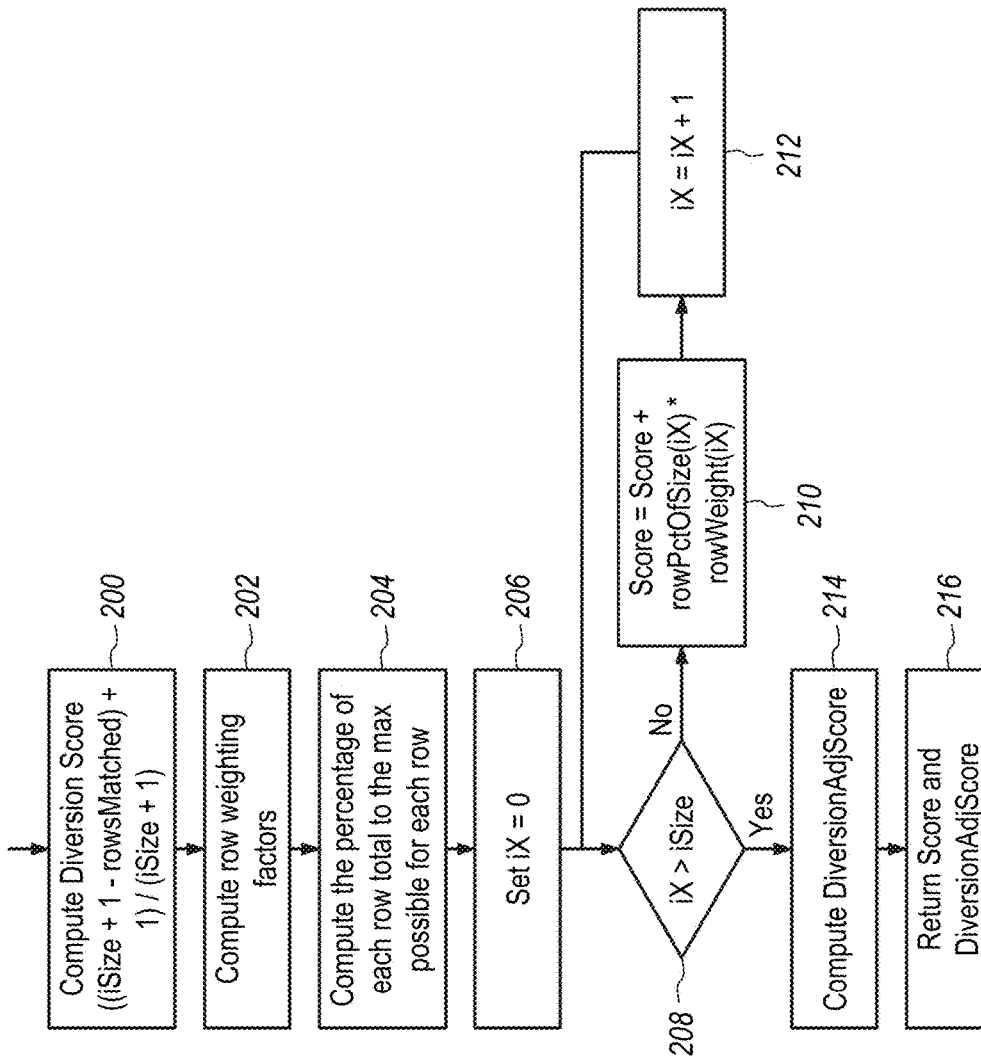 Compute Diversion Score
((iSize + 1 - rowsMatched) +
1) / (iSize + 1)
200
Compute row weighting
factors
202
Compute the percentage of
each row total to the max
possible for each row
204
Set iX = 0
206
iX > iSize
208
No
Yes
Score = Score +
rowPctOfSize(iX) *
rowWeight(iX)
210
iX = iX + 1
212
Compute DiversionAdjScore
214
Return Score and
DiversionAdjScore
216